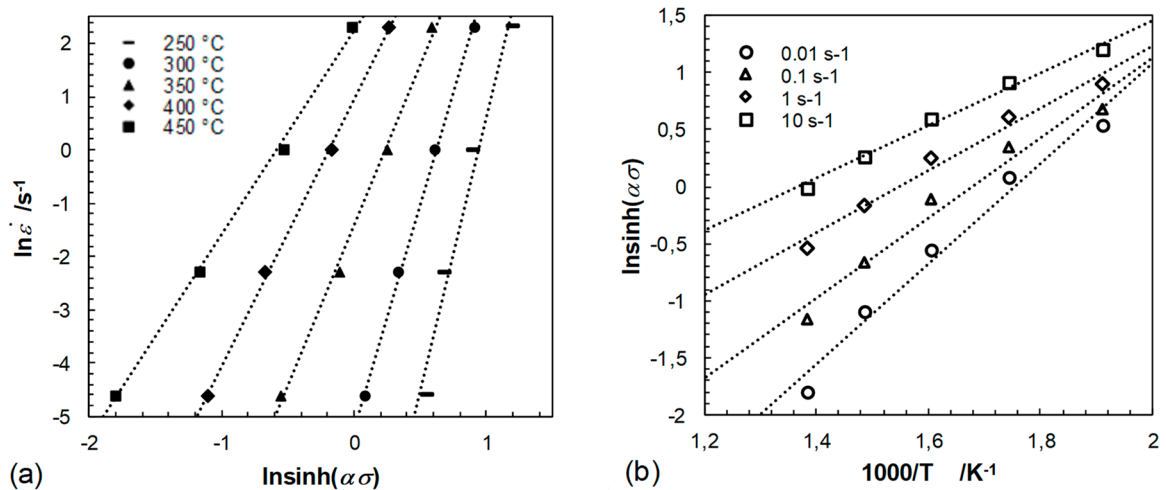 2
1
0
-1
-2
-3
-4
-5
-2
-1
0
1
250 °C
300 °C
350 °C
400 °C
450 °C
lnε˙ /s-1
lnsinh(ασ)
(a)
1,5
1
0,5
0
-0,5
-1
-1,5
-2
1,2
1,4
1,6
1,8
2
0.01 s-1
0.1 s-1
1 s-1
10 s-1
lnsinh(ασ)
1000/T /K-1
(b)